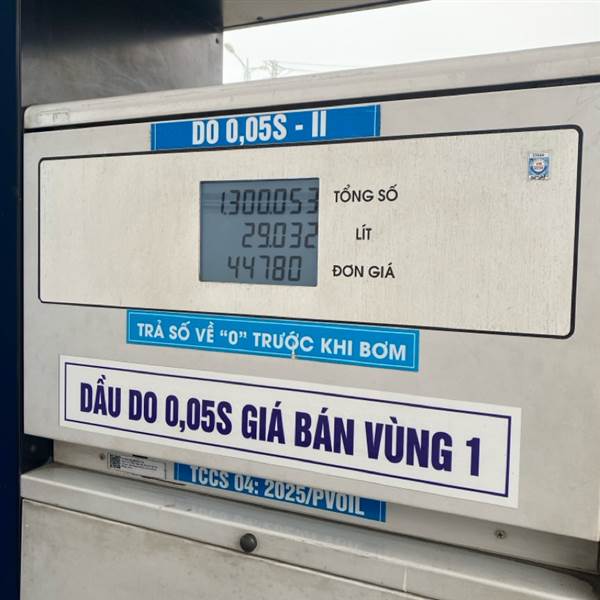 DO 0,05S - II
1.300.053 TỔNG SỐ
29.032 LÍT
44780 ĐƠN GIÁ
TRẢ SỐ VỀ “0” TRƯỚC KHI BƠM
DẦU DO 0,05S GIÁ BÁN VÙNG 1
TCCS 04: 2025/PVOIL